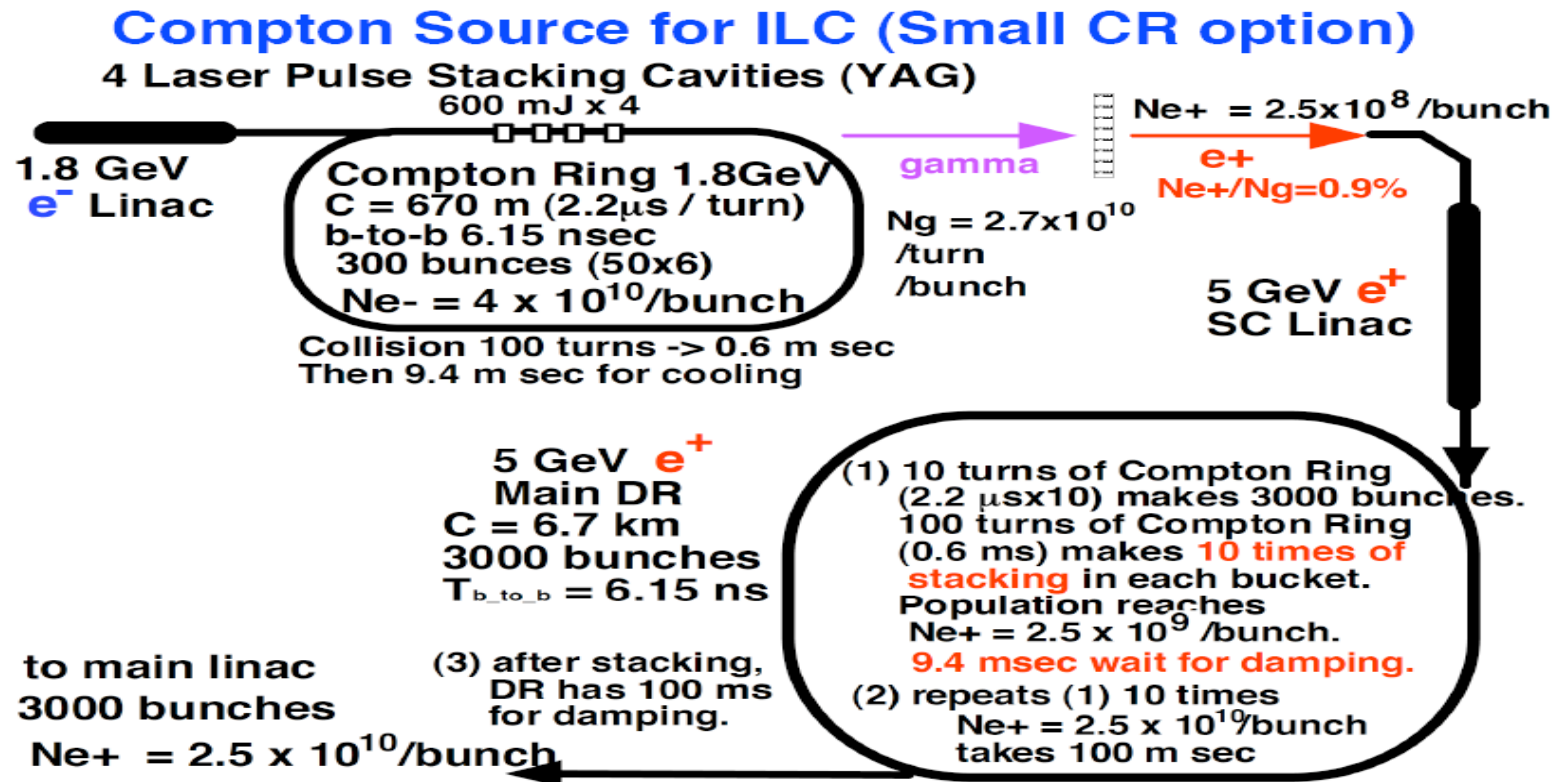 Compton Source for ILC (Small CR option)
4 Laser Pulse Stacking Cavities (YAG)
600 mJ x 4
1.8 GeV
e⁻ Linac
Compton Ring 1.8GeV
C = 670 m (2.2μs / turn)
b-to-b 6.15 nsec
300 bunces (50x6)
Ne- = 4 x 10¹⁰/bunch
Collision 100 turns -> 0.6 m sec
Then 9.4 m sec for cooling
gamma
Ng = 2.7x10¹⁰
/turn
/bunch
Ne+ = 2.5x10⁸/bunch
e+
Ne+/Ng=0.9%
5 GeV e⁺
SC Linac
5 GeV e⁺
Main DR
C = 6.7 km
3000 bunches
T_b_to_b = 6.15 ns
(1) 10 turns of Compton Ring
(2.2 μsx10) makes 3000 bunches.
100 turns of Compton Ring
(0.6 ms) makes 10 times of
stacking in each bucket.
Population reaches
Ne+ = 2.5 x 10⁹ /bunch.
9.4 msec wait for damping.
(2) repeats (1) 10 times
Ne+ = 2.5 x 10¹⁰/bunch
takes 100 m sec
(3) after stacking,
DR has 100 ms
for damping.
to main linac
3000 bunches
Ne+ = 2.5 x 10¹⁰/bunch